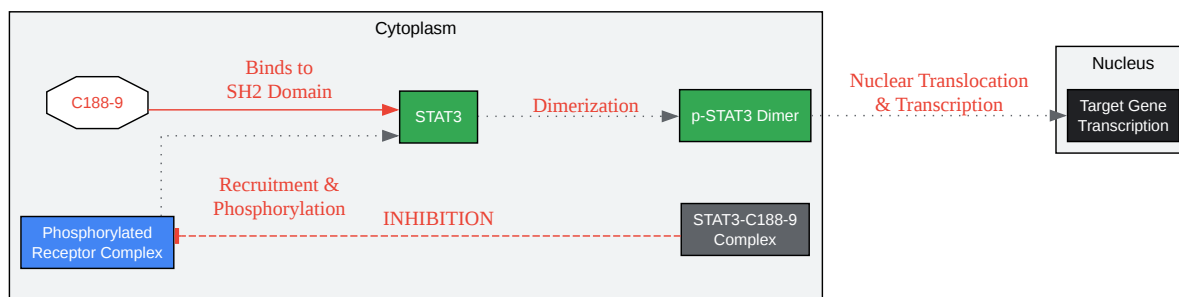 Cytoplasm
Nucleus
Binds to
SH2 Domain
C188-9
STAT3
Dimerization
p-STAT3 Dimer
Nuclear Translocation
& Transcription
Target Gene
Transcription
Recruitment &
Phosphorylation
INHIBITION
Phosphorylated
Receptor Complex
STAT3-C188-9
Complex